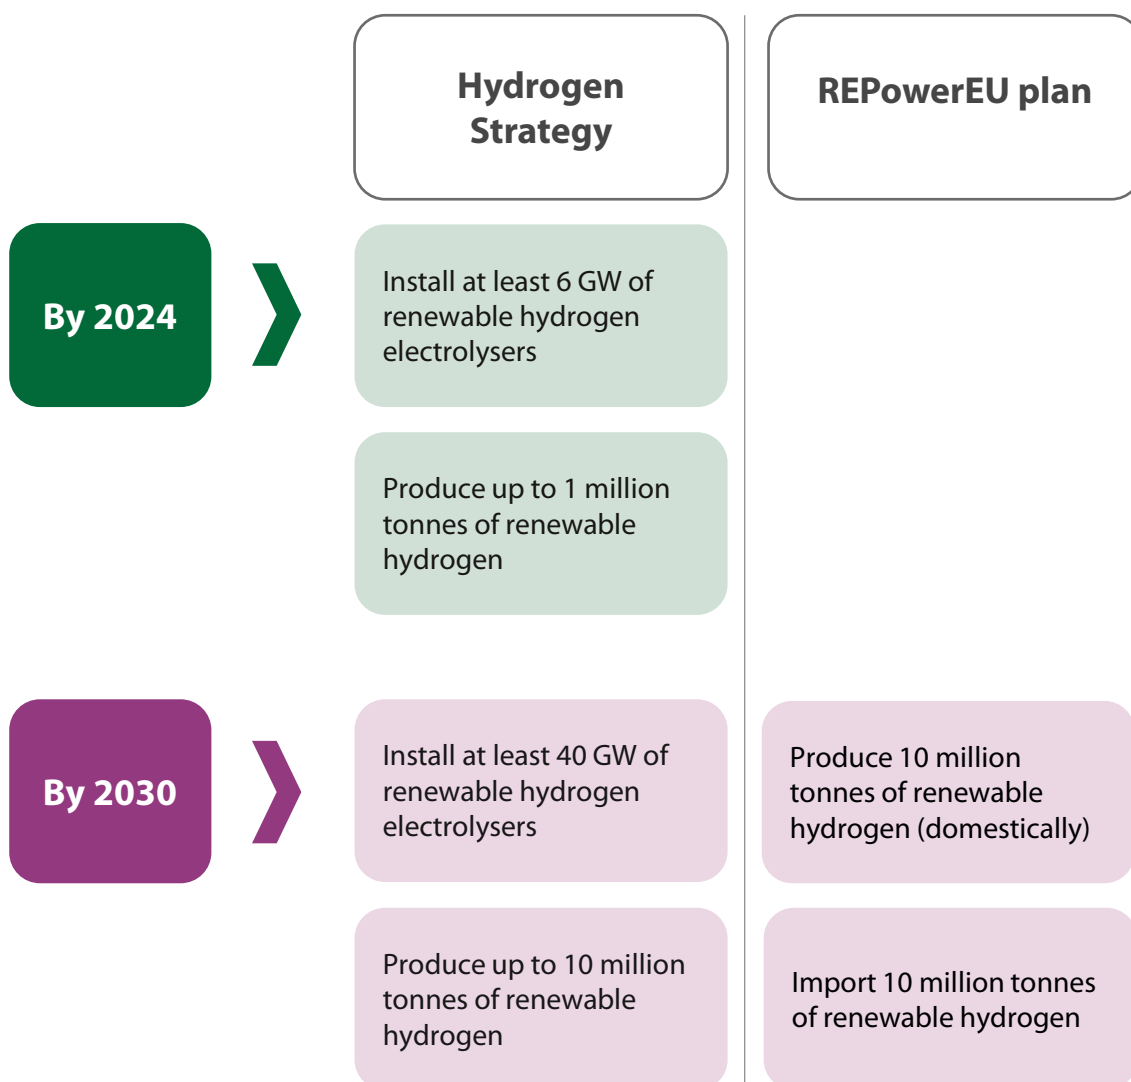 Hydrogen
Strategy
REPowerEU plan
By 2024
Install at least 6 GW of
renewable hydrogen
electrolysers
Produce up to 1 million
tonnes of renewable
hydrogen
By 2030
Install at least 40 GW of
renewable hydrogen
electrolysers
Produce 10 million
tonnes of renewable
hydrogen (domestically)
Produce up to 10 million
tonnes of renewable
hydrogen
Import 10 million tonnes
of renewable hydrogen